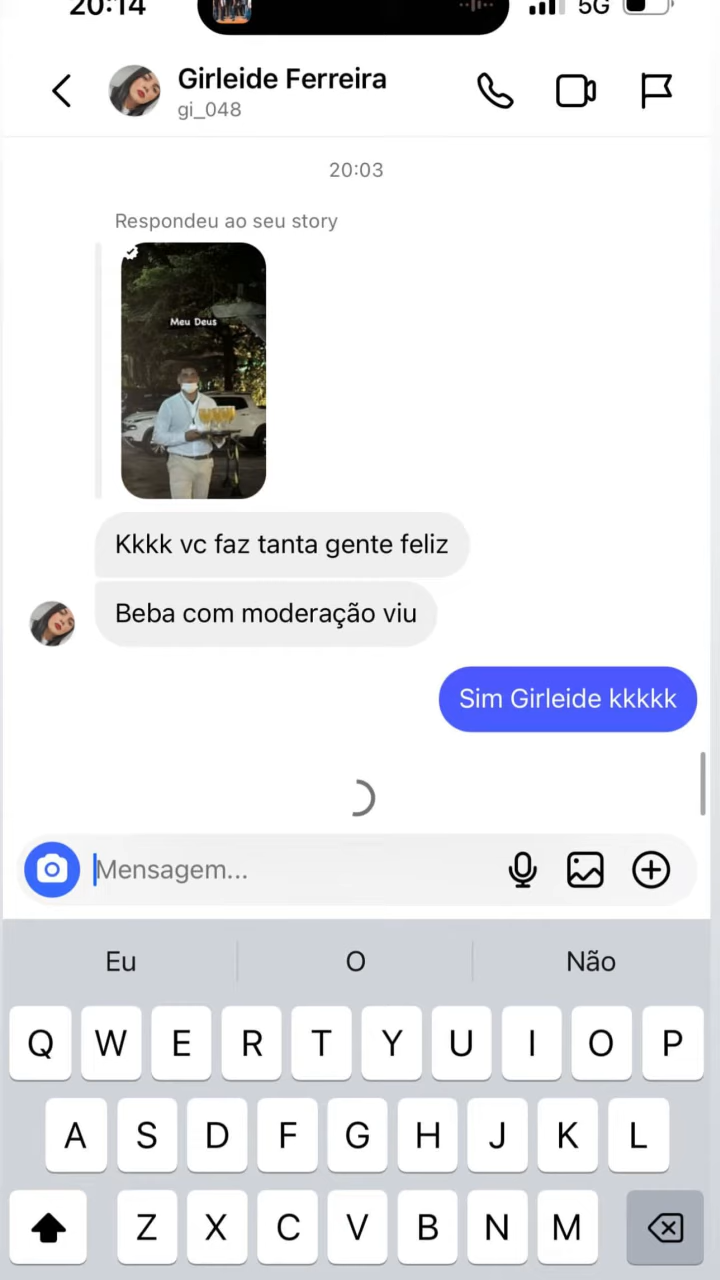 20:14
5G
Girleide Ferreira
gi_048
20:03
Respondeu ao seu story
Meu Deus
Kkkk vc faz tanta gente feliz
Beba com moderação viu
Sim Girleide kkkkk
Mensagem...
Eu O Não
Q W E R T Y U I O P
A S D F G H J K L
Z X C V B N M